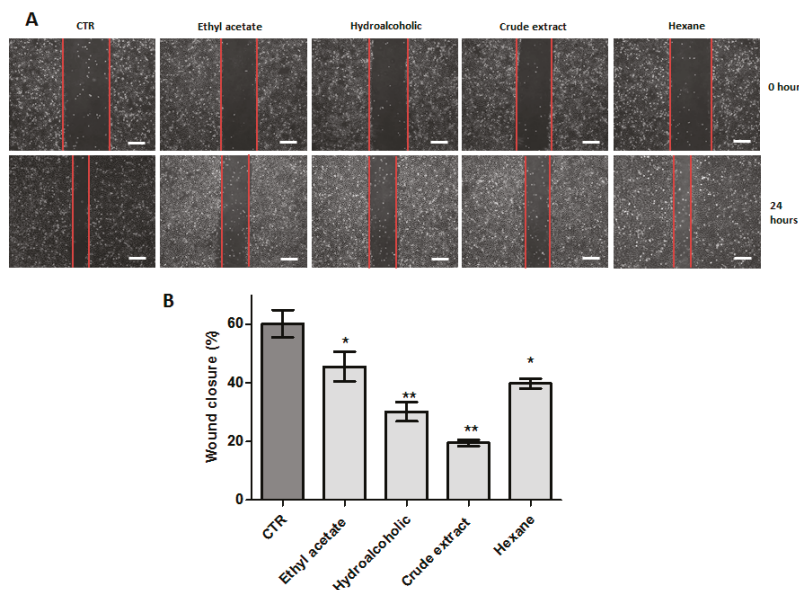 A
CTR
Ethyl acetate
Hydroalcoholic
Crude extract
Hexane
0 hour
24
hours
B
Wound closure (%)
60
40
20
0
*
**
**
*
CTR
Ethyl acetate
Hydroalcoholic
Crude extract
Hexane